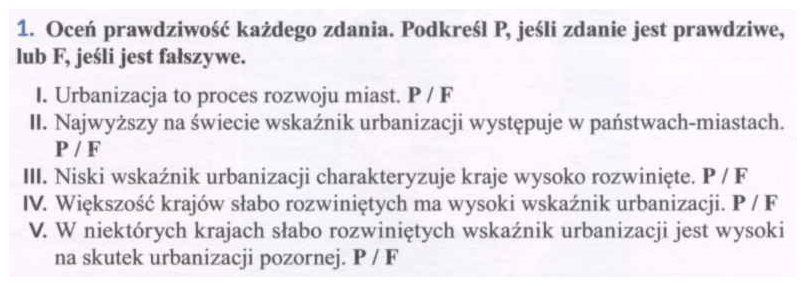 1. Oceń prawdziwość każdego zdania. Podkreśl P, jeśli zdanie jest prawdziwe,
lub F, jeśli jest fałszywe.
I. Urbanizacja to proces rozwoju miast. P / F
II. Najwyższy na świecie wskaźnik urbanizacji występuje w państwach-miastach.
P / F
III. Niski wskaźnik urbanizacji charakteryzuje kraje wysoko rozwinięte. P / F
IV. Większość krajów słabo rozwiniętych ma wysoki wskaźnik urbanizacji. P / F
V. W niektórych krajach słabo rozwiniętych wskaźnik urbanizacji jest wysoki
na skutek urbanizacji pozornej. P / F